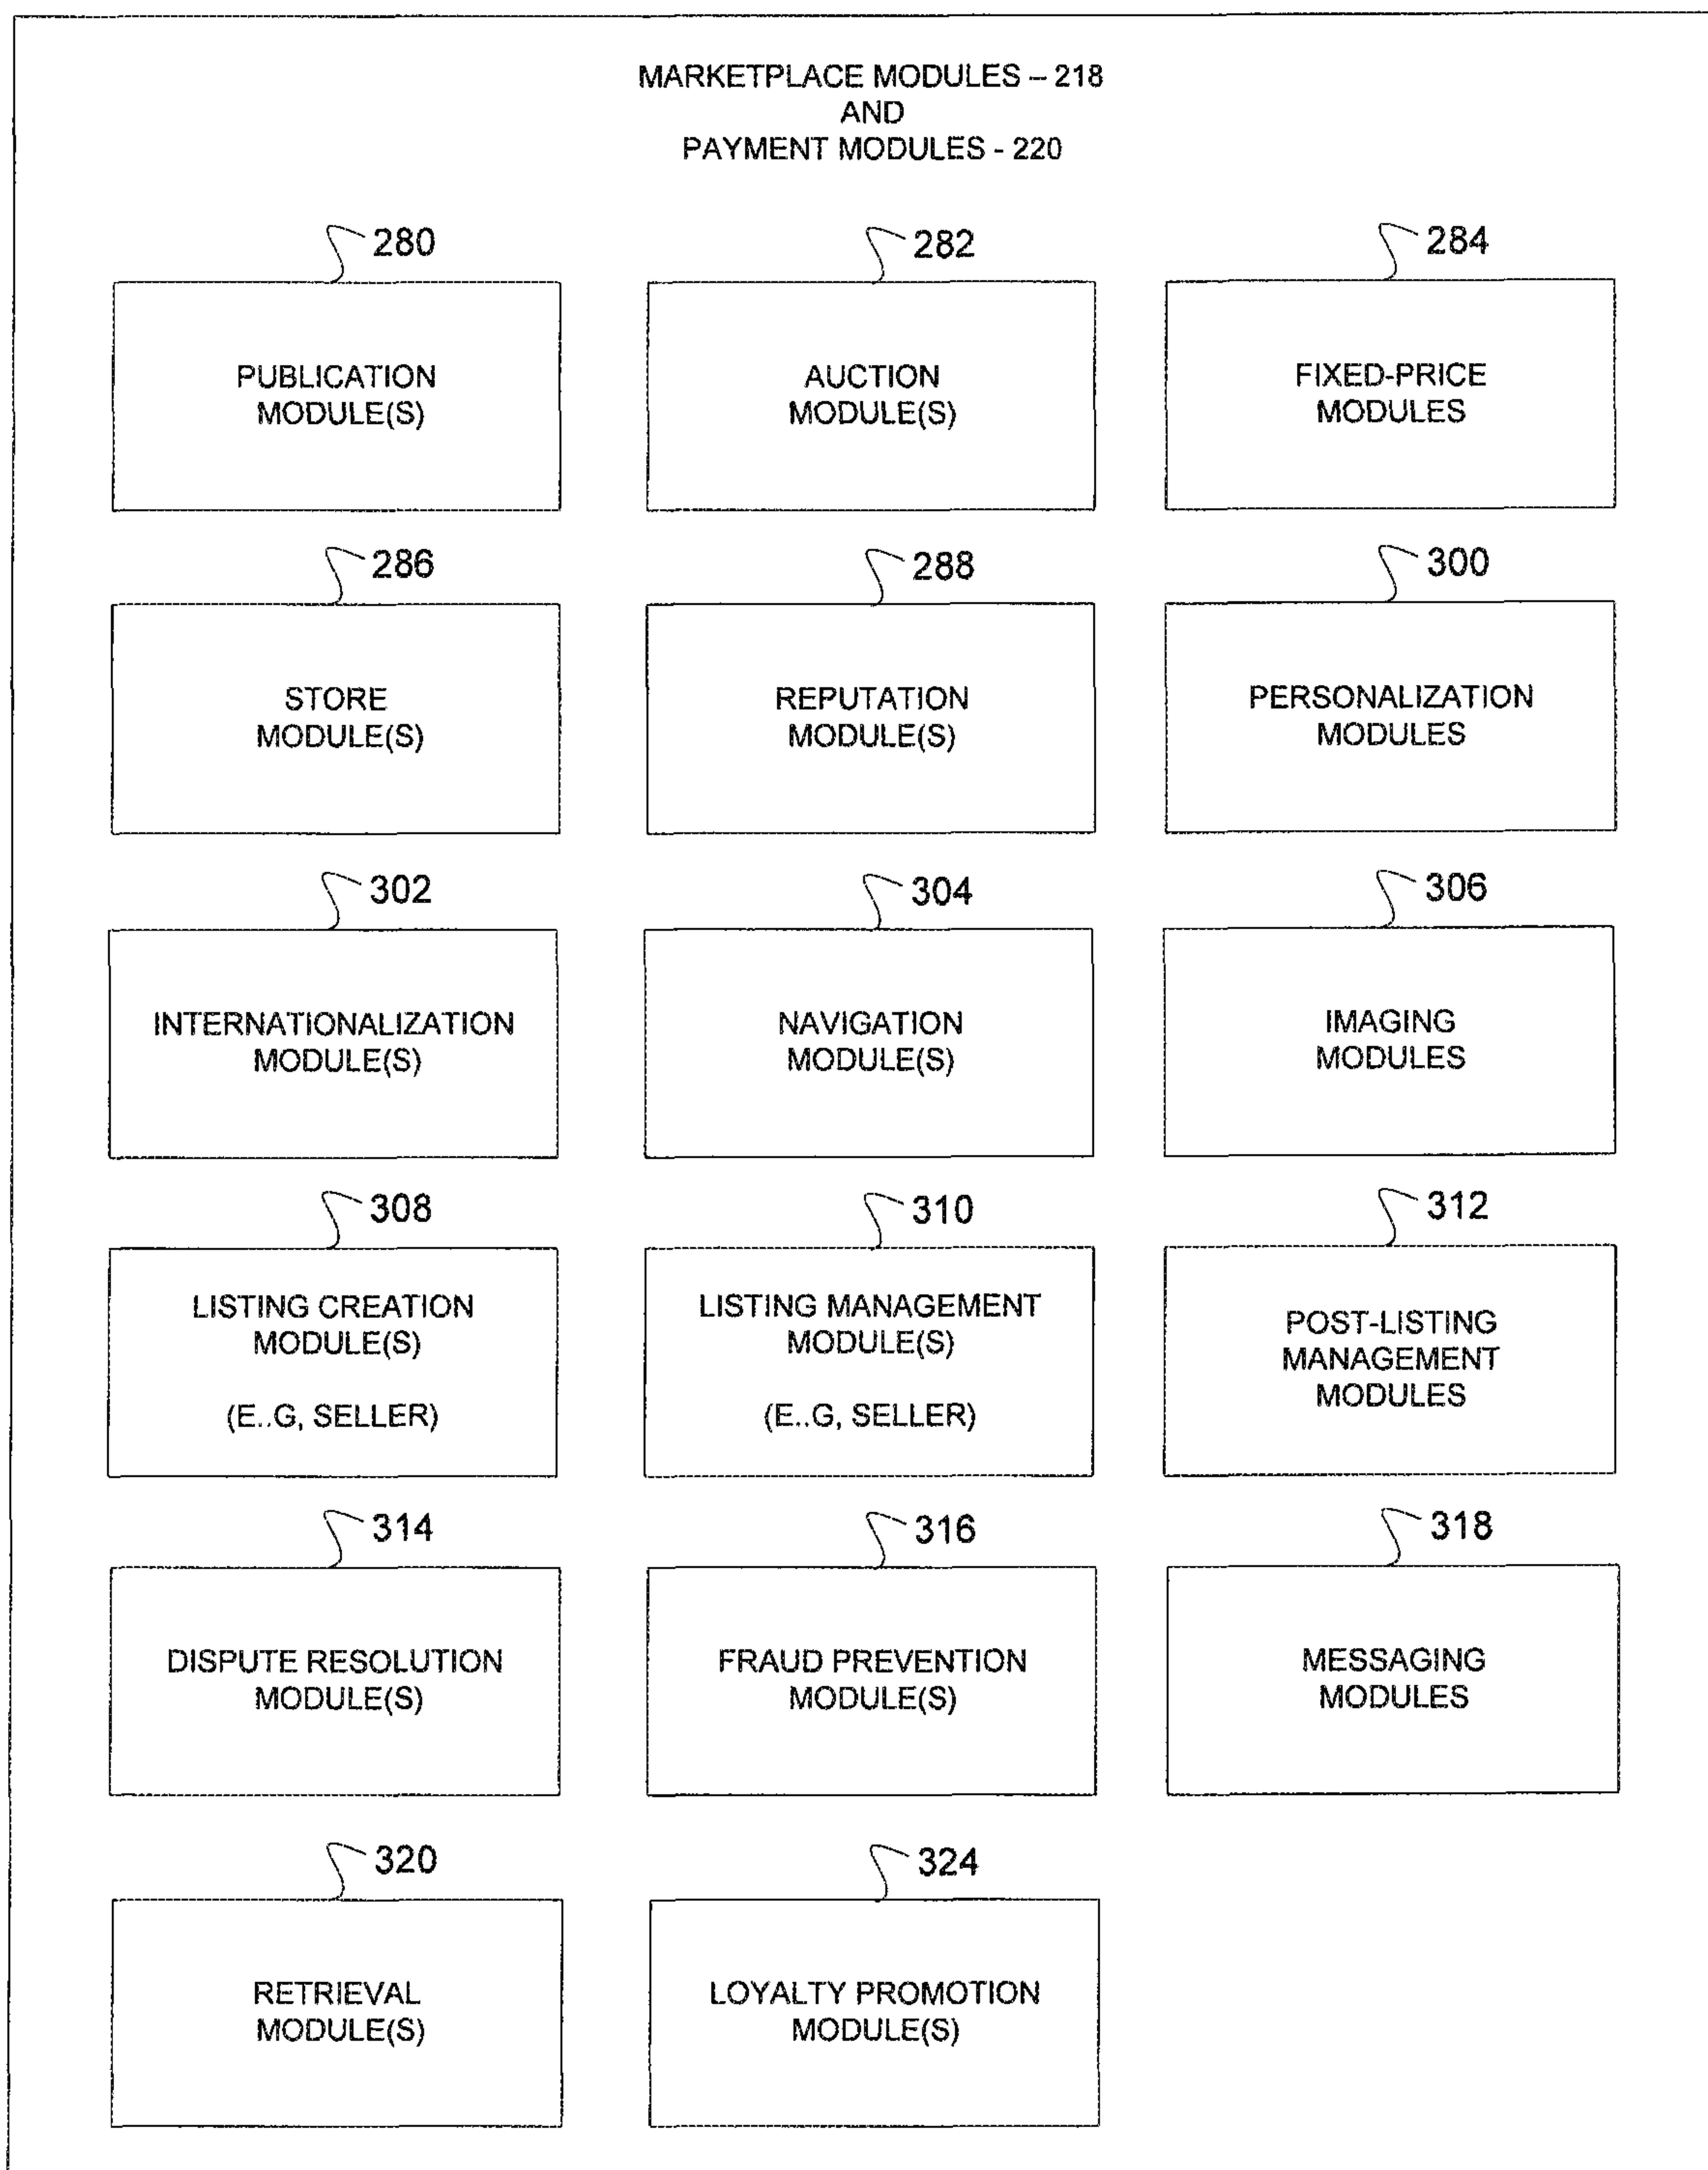 MARKETPLACE MODULES – 218
AND
PAYMENT MODULES - 220
280
PUBLICATION
MODULE(S)
282
AUCTION
MODULE(S)
284
FIXED-PRICE
MODULES
286
STORE
MODULE(S)
288
REPUTATION
MODULE(S)
300
PERSONALIZATION
MODULES
302
INTERNATIONALIZATION
MODULE(S)
304
NAVIGATION
MODULE(S)
306
IMAGING
MODULES
308
LISTING CREATION
MODULE(S)
(E..G, SELLER)
310
LISTING MANAGEMENT
MODULE(S)
(E..G, SELLER)
312
POST-LISTING
MANAGEMENT
MODULES
314
DISPUTE RESOLUTION
MODULE(S)
316
FRAUD PREVENTION
MODULE(S)
318
MESSAGING
MODULES
320
RETRIEVAL
MODULE(S)
324
LOYALTY PROMOTION
MODULE(S)